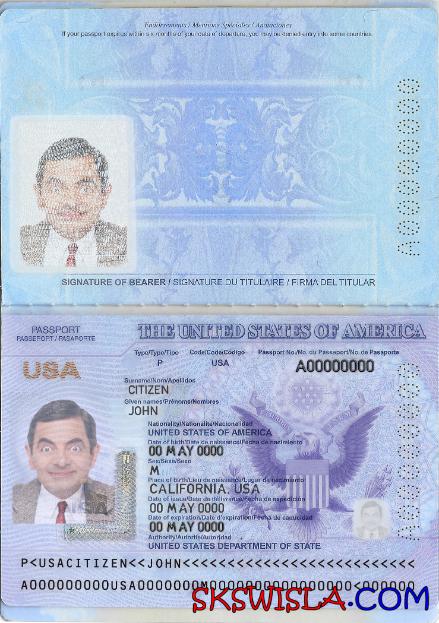 Endorsements / Mentions Spéciales / Anotaciones
If your passport expires within six months of your date of departure, you may be denied entry into some countries.
A00000000
SIGNATURE OF BEARER / SIGNATURE DU TITULAIRE / FIRMA DEL TITULAR
PASSPORT
PASSEPORT / PASAPORTE
THE UNITED STATES OF AMERICA
USA
Type/Type/Tipo Code/Code/Codigo Passport No/No. du Passeport/No. de Pasaporte
P USA A00000000
Surname/Nom/Apellidos
CITIZEN
Given names/Prénoms/Nombres
JOHN
Nationality/Nationalité/Nacionalidad
UNITED STATES OF AMERICA
Date of birth/Date de naissance/Fecha de nacimiento
00 MAY 0000
Sex/Sexe/Sexo
M
Place of birth/Lieu de naissance/Lugar de nacimiento
CALIFORNIA, USA
Date of issue/Date de délivrance/Fecha de expedición
00 MAY 0000
Date of expiration/Date d'expiration/Fecha de caducidad
00 MAY 0000
Authority/Autorité/Autoridad
UNITED STATES DEPARTMENT OF STATE
P<USACITIZEN<<JOHN<<<<<<<<<<<<<<<<<<<<<<<<<<
SKSWISLA.COM